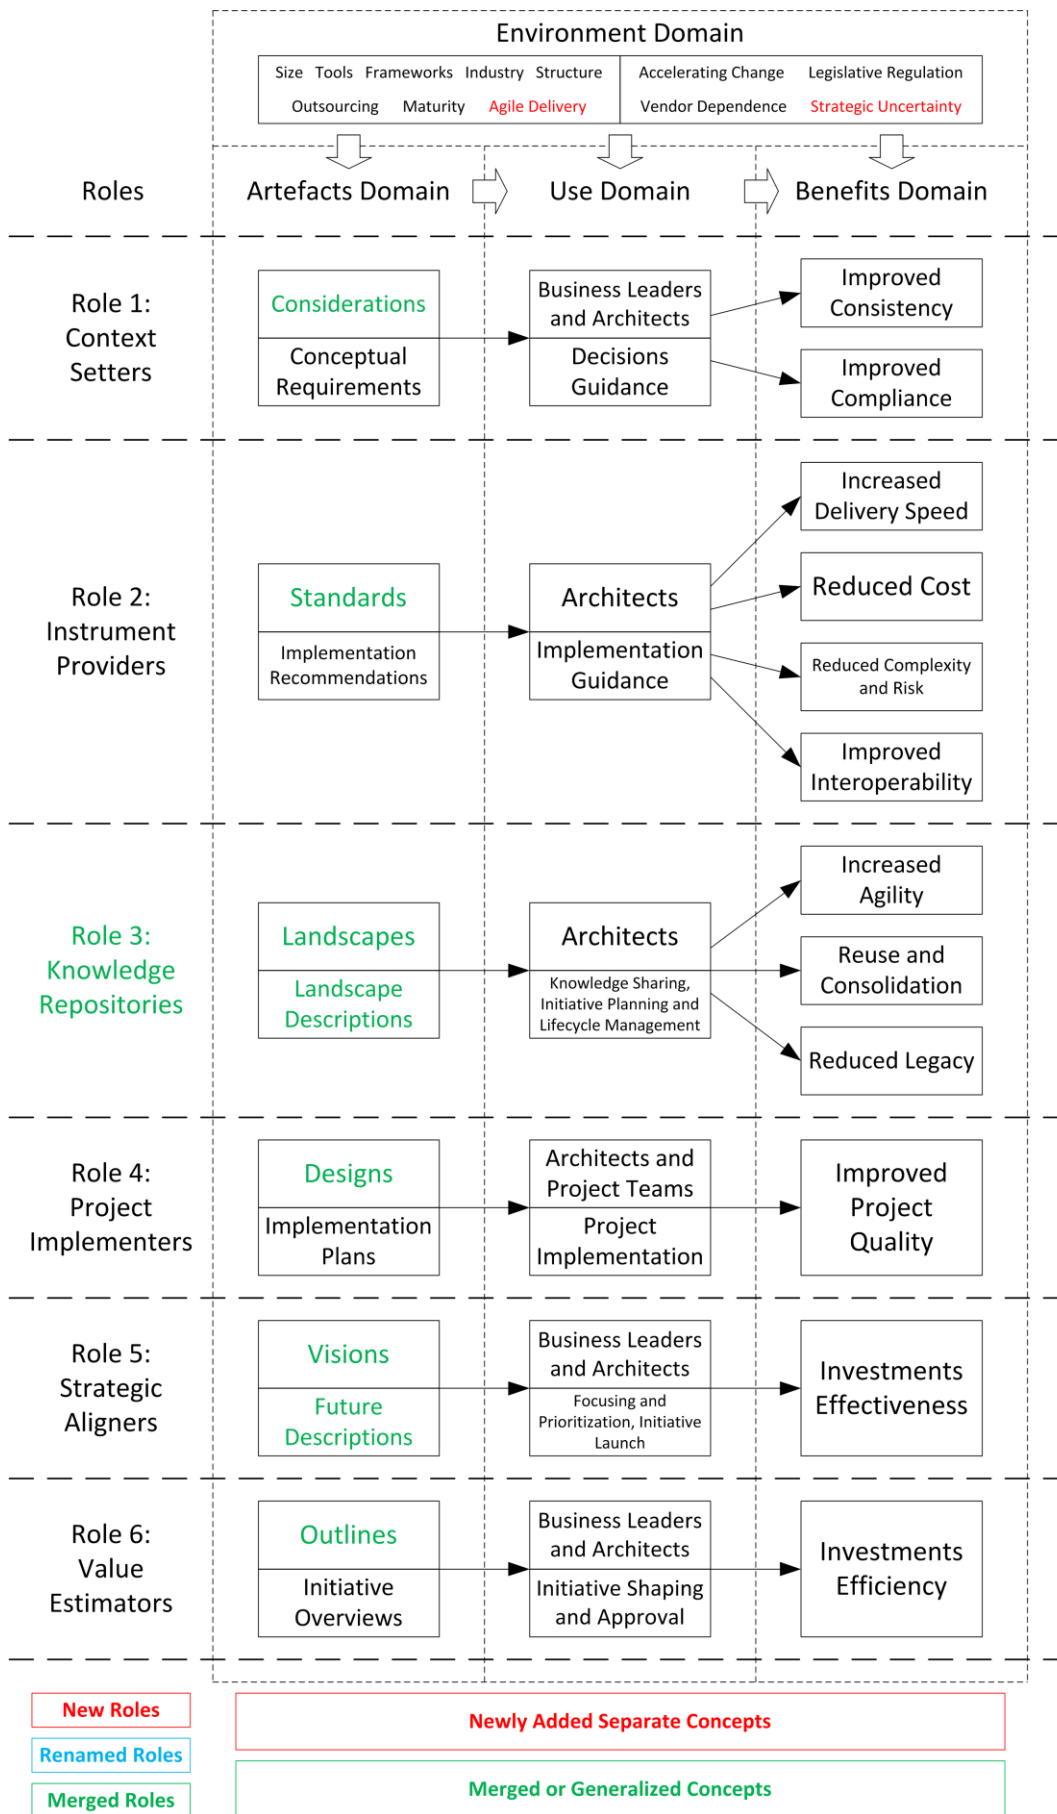 Environment Domain
Size Tools Frameworks Industry Structure
Outsourcing Maturity Agile Delivery
Accelerating Change Legislative Regulation
Vendor Dependence Strategic Uncertainty
Roles
Artefacts Domain
Use Domain
Benefits Domain
Role 1:
Context
Setters
Considerations
Conceptual
Requirements
Business Leaders
and Architects
Decisions
Guidance
Improved
Consistency
Improved
Compliance
Role 2:
Instrument
Providers
Standards
Implementation
Recommendations
Architects
Implementation
Guidance
Increased
Delivery Speed
Reduced Cost
Reduced Complexity
and Risk
Improved
Interoperability
Role 3:
Knowledge
Repositories
Landscapes
Landscape
Descriptions
Architects
Knowledge Sharing,
Initiative Planning and
Lifecycle Management
Increased
Agility
Reuse and
Consolidation
Reduced Legacy
Role 4:
Project
Implementers
Designs
Implementation
Plans
Architects and
Project Teams
Project
Implementation
Improved
Project
Quality
Role 5:
Strategic
Aligners
Visions
Future
Descriptions
Business Leaders
and Architects
Focusing and
Prioritization, Initiative
Launch
Investments
Effectiveness
Role 6:
Value
Estimators
Outlines
Initiative
Overviews
Business Leaders
and Architects
Initiative Shaping
and Approval
Investments
Efficiency
New Roles
Renamed Roles
Merged Roles
Newly Added Separate Concepts
Merged or Generalized Concepts